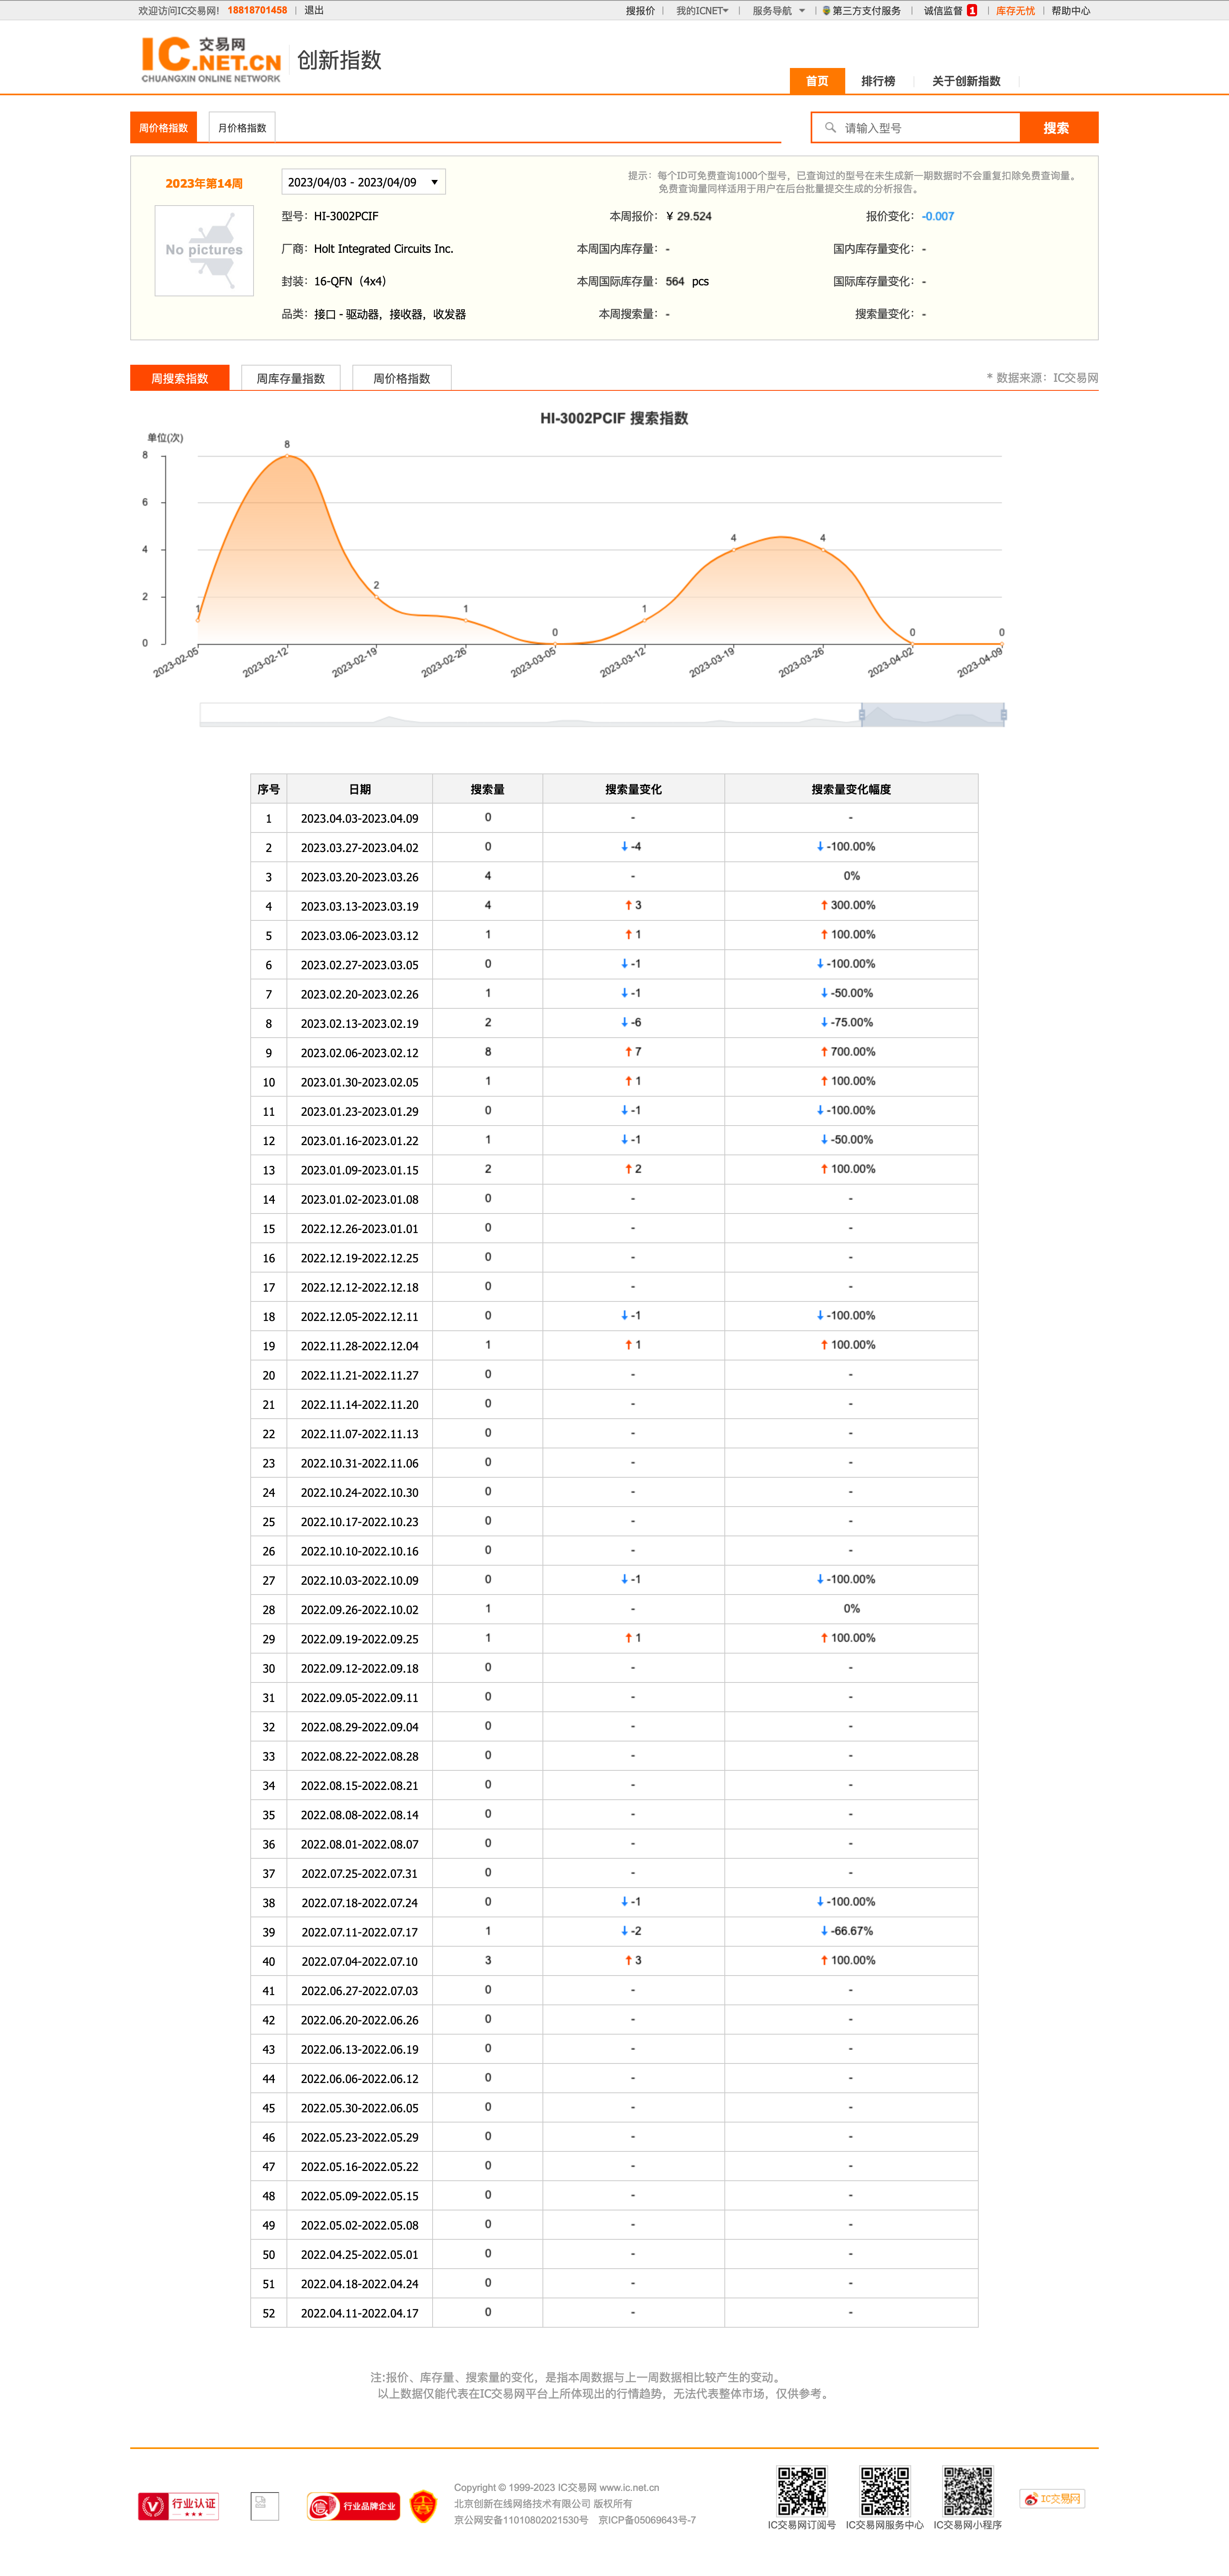 欢迎访问IC交易网! 18818701458 | 退出 搜报价 | 我的ICNET | 服务导航 | 第三方支付服务 | 诚信监督 1 | 库存无忧 | 帮助中心
IC 交易网 .NET.CN 创新指数
CHUANGXIN ONLINE NETWORK
首页 排行榜 关于创新指数
周价格指数 月价格指数 请输入型号 搜索
2023年第14周 2023/04/03 - 2023/04/09
提示：每个ID可免费查询1000个型号，已查询过的型号在未生成新一期数据时不会重复扣除免费查询量。
免费查询量同样适用于用户在后台批量提交生成的分析报告。
No pictures
型号：HI-3002PCIF 本周报价：¥ 29.524 报价变化：-0.007
厂商：Holt Integrated Circuits Inc. 本周国内库存量：- 国内库存量变化：-
封装：16-QFN（4x4） 本周国际库存量：564 pcs 国际库存量变化：-
品类：接口 - 驱动器，接收器，收发器 本周搜索量：- 搜索量变化：-
周搜索指数 周库存量指数 周价格指数 * 数据来源：IC交易网
HI-3002PCIF 搜索指数
单位(次)
8
6
4
2
0
1 8 2 1 0 1 4 4 0 0
2023-02-05 2023-02-12 2023-02-19 2023-02-26 2023-03-05 2023-03-12 2023-03-19 2023-03-26 2023-04-02 2023-04-09
序号 日期 搜索量 搜索量变化 搜索量变化幅度
1 2023.04.03-2023.04.09 0 - -
2 2023.03.27-2023.04.02 0 ↓ -4 ↓ -100.00%
3 2023.03.20-2023.03.26 4 - 0%
4 2023.03.13-2023.03.19 4 ↑ 3 ↑ 300.00%
5 2023.03.06-2023.03.12 1 ↑ 1 ↑ 100.00%
6 2023.02.27-2023.03.05 0 ↓ -1 ↓ -100.00%
7 2023.02.20-2023.02.26 1 ↓ -1 ↓ -50.00%
8 2023.02.13-2023.02.19 2 ↓ -6 ↓ -75.00%
9 2023.02.06-2023.02.12 8 ↑ 7 ↑ 700.00%
10 2023.01.30-2023.02.05 1 ↑ 1 ↑ 100.00%
11 2023.01.23-2023.01.29 0 ↓ -1 ↓ -100.00%
12 2023.01.16-2023.01.22 1 ↓ -1 ↓ -50.00%
13 2023.01.09-2023.01.15 2 ↑ 2 ↑ 100.00%
14 2023.01.02-2023.01.08 0 - -
15 2022.12.26-2023.01.01 0 - -
16 2022.12.19-2022.12.25 0 - -
17 2022.12.12-2022.12.18 0 - -
18 2022.12.05-2022.12.11 0 ↓ -1 ↓ -100.00%
19 2022.11.28-2022.12.04 1 ↑ 1 ↑ 100.00%
20 2022.11.21-2022.11.27 0 - -
21 2022.11.14-2022.11.20 0 - -
22 2022.11.07-2022.11.13 0 - -
23 2022.10.31-2022.11.06 0 - -
24 2022.10.24-2022.10.30 0 - -
25 2022.10.17-2022.10.23 0 - -
26 2022.10.10-2022.10.16 0 - -
27 2022.10.03-2022.10.09 0 ↓ -1 ↓ -100.00%
28 2022.09.26-2022.10.02 1 - 0%
29 2022.09.19-2022.09.25 1 ↑ 1 ↑ 100.00%
30 2022.09.12-2022.09.18 0 - -
31 2022.09.05-2022.09.11 0 - -
32 2022.08.29-2022.09.04 0 - -
33 2022.08.22-2022.08.28 0 - -
34 2022.08.15-2022.08.21 0 - -
35 2022.08.08-2022.08.14 0 - -
36 2022.08.01-2022.08.07 0 - -
37 2022.07.25-2022.07.31 0 - -
38 2022.07.18-2022.07.24 0 ↓ -1 ↓ -100.00%
39 2022.07.11-2022.07.17 1 ↓ -2 ↓ -66.67%
40 2022.07.04-2022.07.10 3 ↑ 3 ↑ 100.00%
41 2022.06.27-2022.07.03 0 - -
42 2022.06.20-2022.06.26 0 - -
43 2022.06.13-2022.06.19 0 - -
44 2022.06.06-2022.06.12 0 - -
45 2022.05.30-2022.06.05 0 - -
46 2022.05.23-2022.05.29 0 - -
47 2022.05.16-2022.05.22 0 - -
48 2022.05.09-2022.05.15 0 - -
49 2022.05.02-2022.05.08 0 - -
50 2022.04.25-2022.05.01 0 - -
51 2022.04.18-2022.04.24 0 - -
52 2022.04.11-2022.04.17 0 - -
注:报价、库存量、搜索量的变化，是指本周数据与上一周数据相比较产生的变动。
以上数据仅能代表在IC交易网平台上所体现出的行情趋势，无法代表整体市场，仅供参考。
行业认证 信 行业品牌企业
Copyright © 1999-2023 IC交易网 www.ic.net.cn
北京创新在线网络技术有限公司 版权所有
京公网安备11010802021530号 京ICP备05069643号-7
IC交易网订阅号 IC交易网服务中心 IC交易网小程序 IC交易网